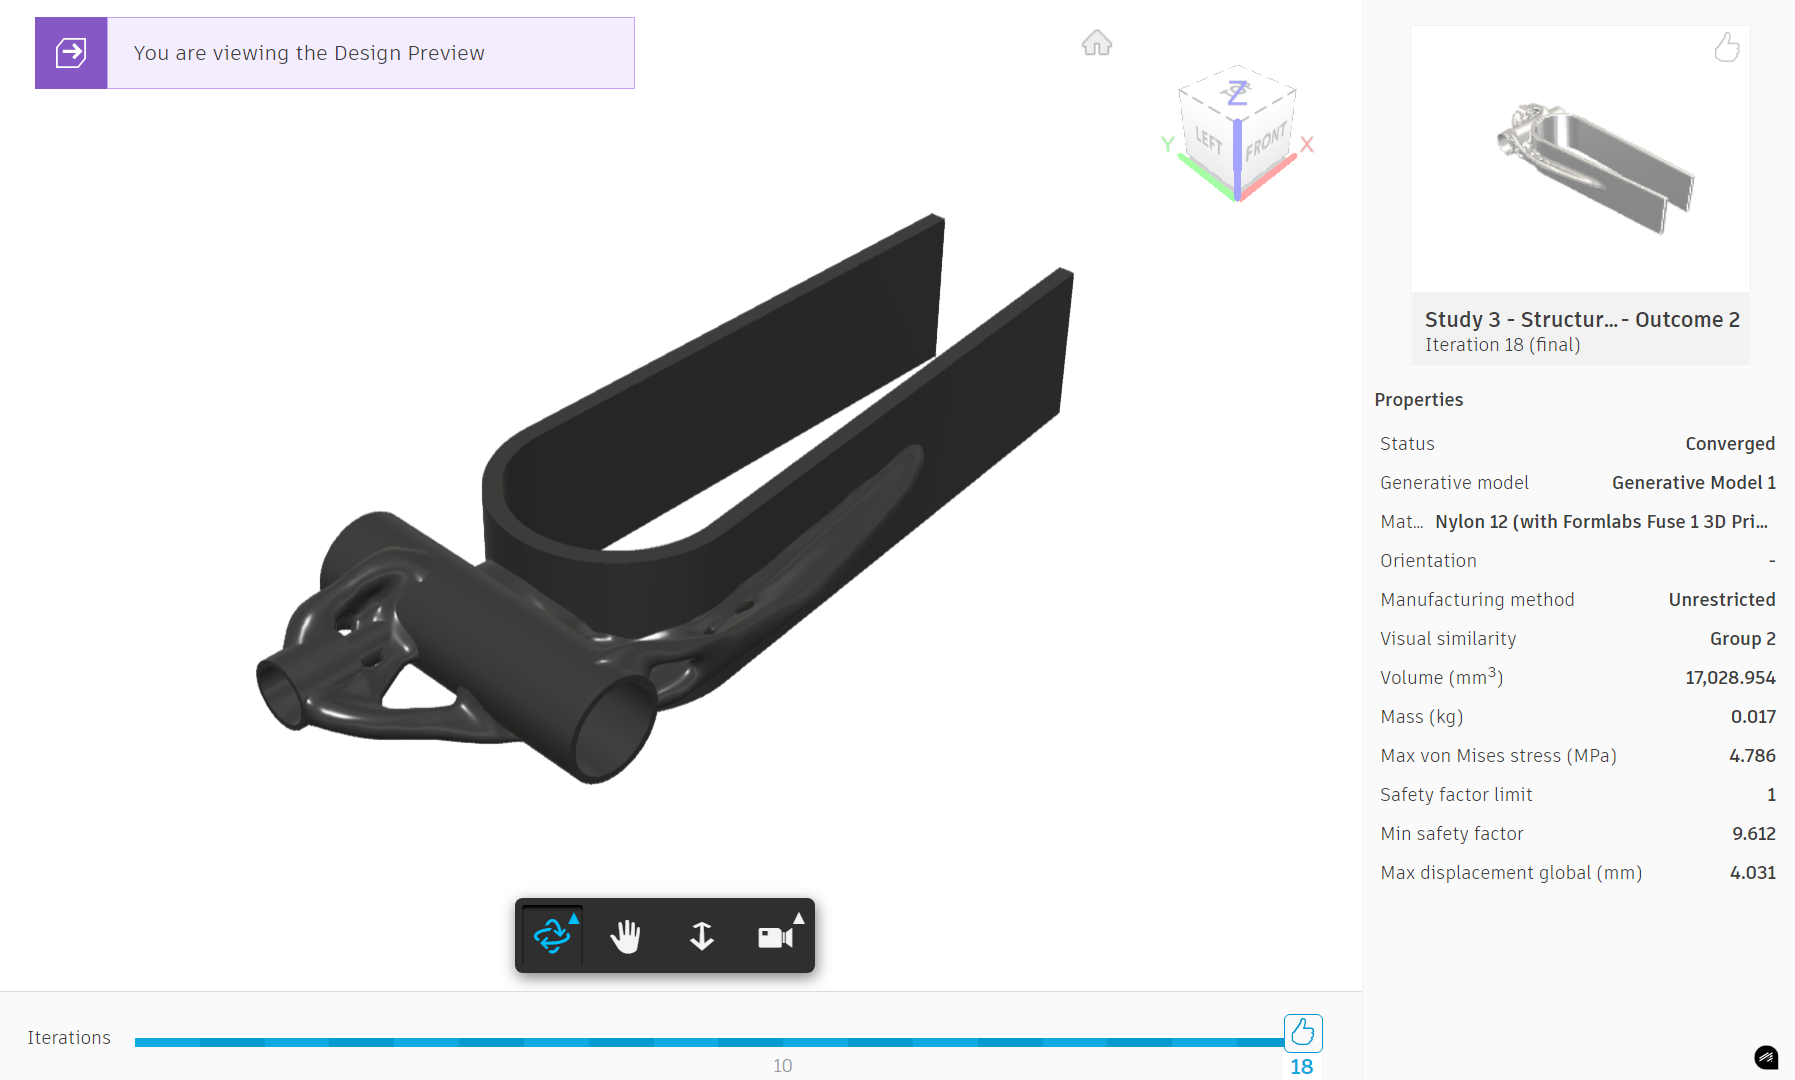 You are viewing the Design Preview
Z
LEFT
FRONT
Y
X
Study 3 - Structur... - Outcome 2
Iteration 18 (final)
Properties
Status Converged
Generative model Generative Model 1
Mat... Nylon 12 (with Formlabs Fuse 1 3D Pri...
Orientation -
Manufacturing method Unrestricted
Visual similarity Group 2
Volume (mm³) 17,028.954
Mass (kg) 0.017
Max von Mises stress (MPa) 4.786
Safety factor limit 1
Min safety factor 9.612
Max displacement global (mm) 4.031
Iterations
10
18